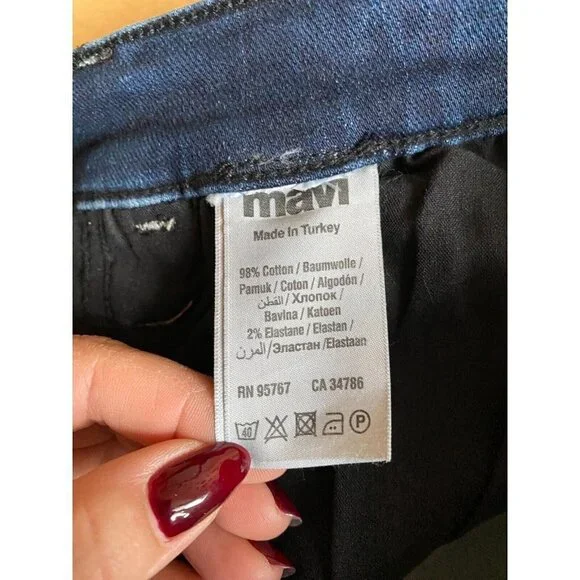 mavi
Made In Turkey
98% Cotton / Baumwolle /
Pamuk / Coton / Algodón /
القطن / Хлопок /
Bavina / Katoen
2% Elastane / Elastan /
المرن / Эластан / Elastaan
RN 95767 CA 34786
40 P